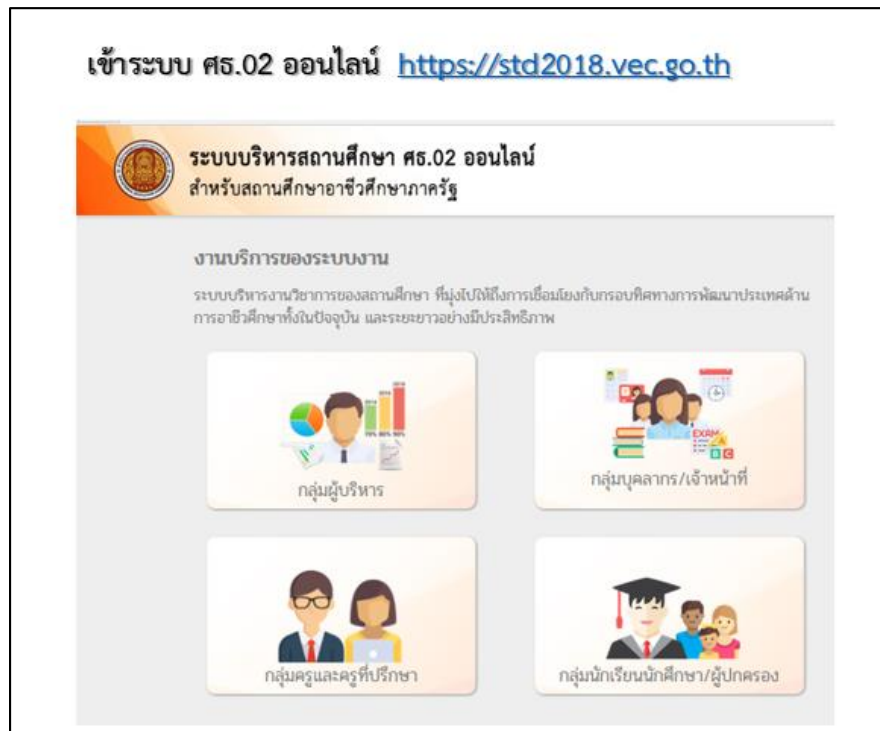 เข้าระบบ ศธ.02 ออนไลน์ https://std2018.vec.go.th
ระบบบริหารสถานศึกษา ศธ.02 ออนไลน์
สำหรับสถานศึกษาอาชีวศึกษาภาครัฐ
งานบริการของระบบงาน
ระบบบริหารงานวิชาการของสถานศึกษา ที่มุ่งไปให้ถึงการเชื่อมโยงกับกรอบทิศทางการพัฒนาประเทศด้าน
การอาชีวศึกษาทั้งในปัจจุบัน และระยะยาวอย่างมีประสิทธิภาพ
กลุ่มผู้บริหาร
EXAM
A
B C
กลุ่มบุคลากร/เจ้าหน้าที่
กลุ่มครูและครูที่ปรึกษา
กลุ่มนักเรียนนักศึกษา/ผู้ปกครอง